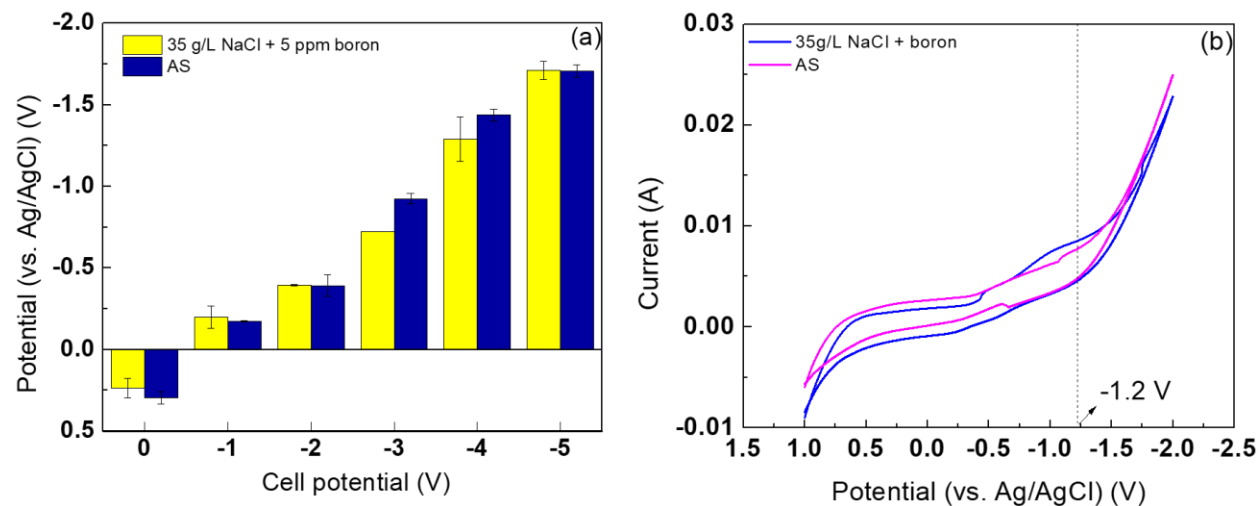 (a)
35 g/L NaCl + 5 ppm boron
AS
Potential (vs. Ag/AgCl) (V)
-2.0
-1.5
-1.0
-0.5
0.0
0.5
0 -1 -2 -3 -4 -5
Cell potential (V)
(b)
35g/L NaCl + boron
AS
Current (A)
0.03
0.02
0.01
0.00
-0.01
-1.2 V
1.5 1.0 0.5 0.0 -0.5 -1.0 -1.5 -2.0 -2.5
Potential (vs. Ag/AgCl) (V)